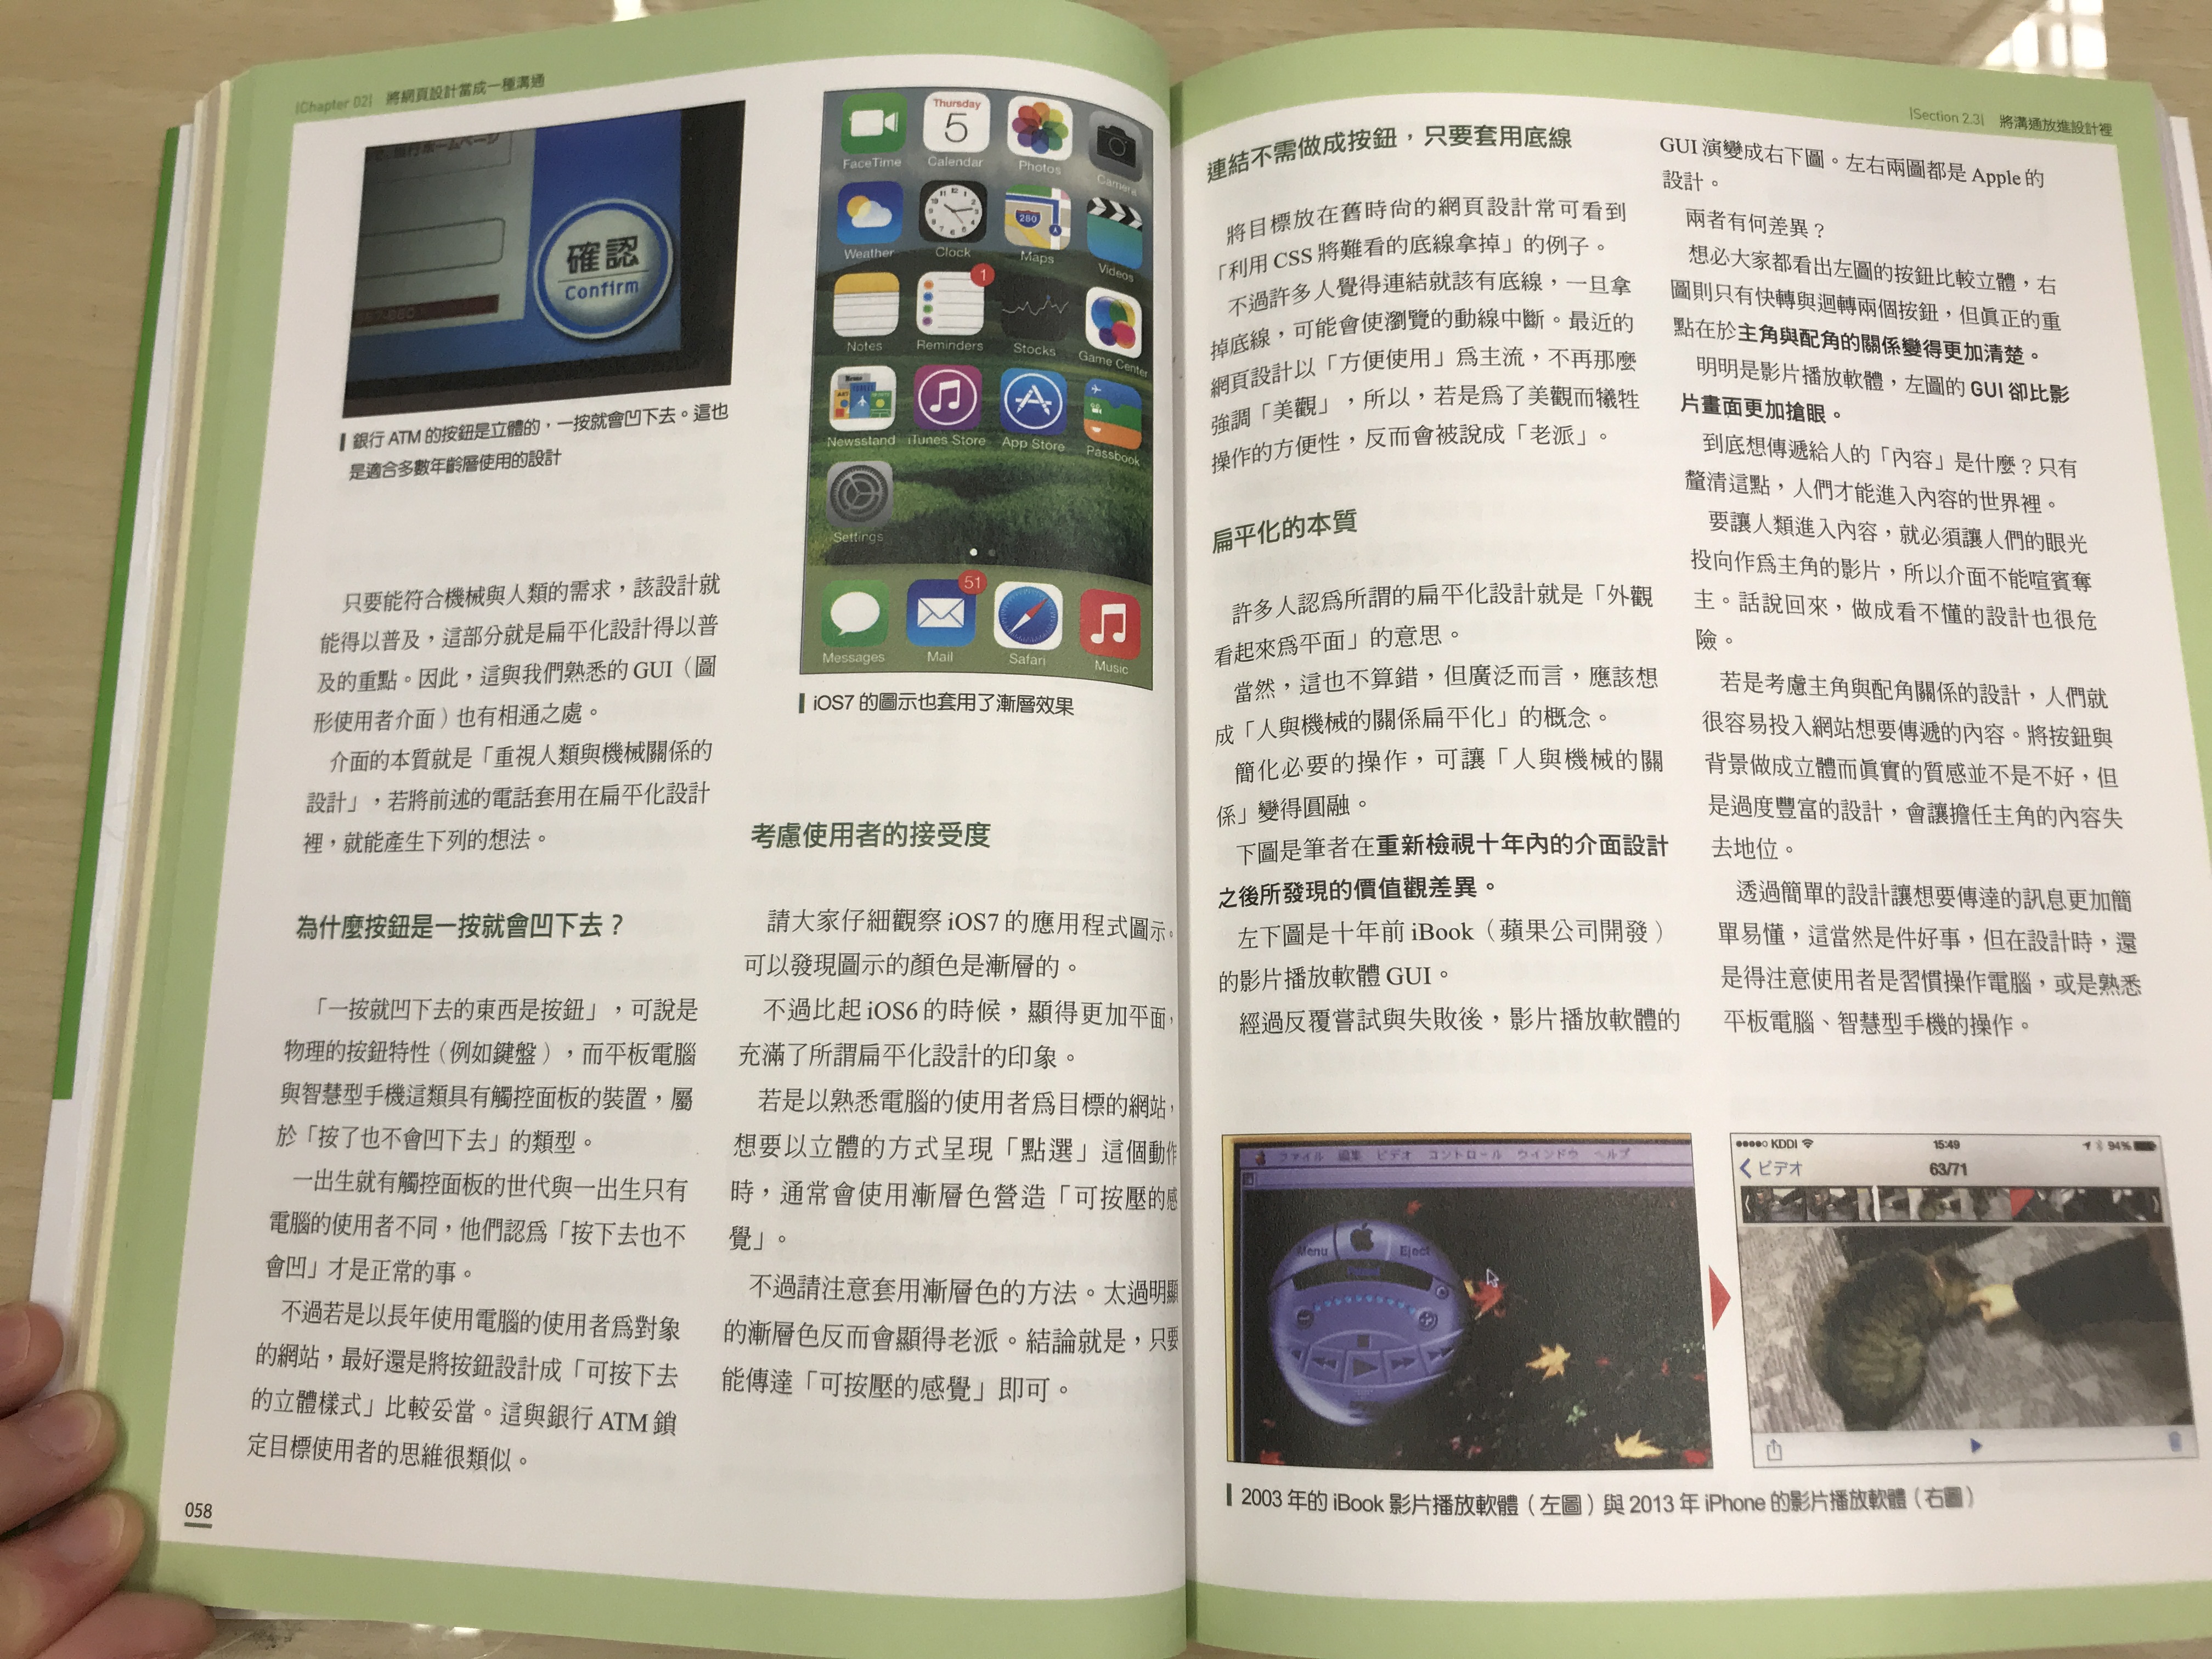 |Chapter 02| 將網頁設計當成一種溝通
確認
Confirm
銀行 ATM 的按鈕是立體的，一按就會凹下去。這也
是適合多數年齡層使用的設計
只要能符合機械與人類的需求，該設計就
能得以普及，這部分就是扁平化設計得以普
及的重點。因此，這與我們熟悉的 GUI（圖
形使用者介面）也有相通之處。
介面的本質就是「重視人類與機械關係的
設計」，若將前述的電話套用在扁平化設計
裡，就能產生下列的想法。
為什麼按鈕是一按就會凹下去？
「一按就凹下去的東西是按鈕」，可說是
物理的按鈕特性（例如鍵盤），而平板電腦
與智慧型手機這類具有觸控面板的裝置，屬
於「按了也不會凹下去」的類型。
一出生就有觸控面板的世代與一出生只有
電腦的使用者不同，他們認為「按下去也不
會凹」才是正常的事。
不過若是以長年使用電腦的使用者為對象
的網站，最好還是將按鈕設計成「可按下去
的立體樣式」比較妥當。這與銀行 ATM 鎖
定目標使用者的思維很類似。
058
Thursday
5
FaceTime Calendar Photos Camera
280
Weather Clock Maps Videos
1
Notes Reminders Stocks Game Center
Newsstand iTunes Store App Store Passbook
Settings
51
Messages Mail Safari Music
iOS7 的圖示也套用了漸層效果
考慮使用者的接受度
請大家仔細觀察 iOS7 的應用程式圖示。
可以發現圖示的顏色是漸層的。
不過比起 iOS6 的時候，顯得更加平面，
充滿了所謂扁平化設計的印象。
若是以熟悉電腦的使用者為目標的網站，
想要以立體的方式呈現「點選」這個動作
時，通常會使用漸層色營造「可按壓的感
覺」。
不過請注意套用漸層色的方法。太過明顯
的漸層色反而會顯得老派。結論就是，只要
能傳達「可按壓的感覺」即可。
|Section 2.3| 將溝通放進設計裡
連結不需做成按鈕，只要套用底線
將目標放在舊時尚的網頁設計常可看到
「利用 CSS 將難看的底線拿掉」的例子。
不過許多人覺得連結就該有底線，一旦拿
掉底線，可能會使瀏覽的動線中斷。最近的
網頁設計以「方便使用」為主流，不再那麼
強調「美觀」，所以，若是為了美觀而犧牲
操作的方便性，反而會被說成「老派」。
扁平化的本質
許多人認為所謂的扁平化設計就是「外觀
看起來為平面」的意思。
當然，這也不算錯，但廣泛而言，應該想
成「人與機械的關係扁平化」的概念。
簡化必要的操作，可讓「人與機械的關
係」變得圓融。
下圖是筆者在重新檢視十年內的介面設計
之後所發現的價值觀差異。
左下圖是十年前 iBook（蘋果公司開發）
的影片播放軟體 GUI。
經過反覆嘗試與失敗後，影片播放軟體的
GUI 演變成右下圖。左右兩圖都是 Apple 的
設計。
兩者有何差異？
想必大家都看出左圖的按鈕比較立體，右
圖則只有快轉與迴轉兩個按鈕，但真正的重
點在於主角與配角的關係變得更加清楚。
明明是影片播放軟體，左圖的 GUI 卻比影
片畫面更加搶眼。
到底想傳遞給人的「內容」是什麼？只有
釐清這點，人們才能進入內容的世界裡。
要讓人類進入內容，就必須讓人們的眼光
投向作為主角的影片，所以介面不能喧賓奪
主。話說回來，做成看不懂的設計也很危
險。
若是考慮主角與配角關係的設計，人們就
很容易投入網站想要傳遞的內容。將按鈕與
背景做成立體而真實的質感並不是不好，但
是過度豐富的設計，會讓擔任主角的內容失
去地位。
透過簡單的設計讓想要傳達的訊息更加簡
單易懂，這當然是件好事，但在設計時，還
是得注意使用者是習慣操作電腦，或是熟悉
平板電腦、智慧型手機的操作。
ファイル 編集 ビデオ コントロール ウインドウ ヘルプ
Menu Eject
KDDI 15:49 94%
ビデオ 63/71
2003 年的 iBook 影片播放軟體（左圖）與 2013 年 iPhone 的影片播放軟體（右圖）